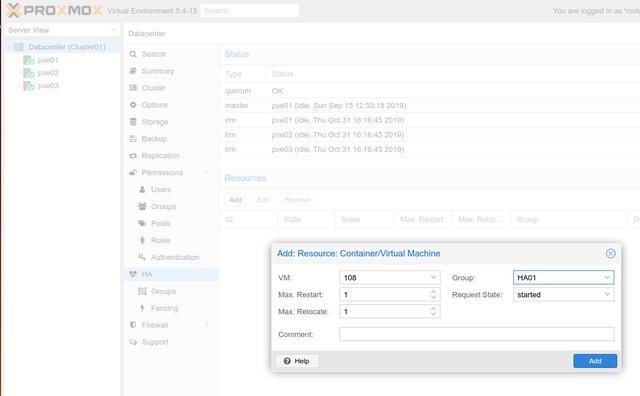 PROXMOX Virtual Environment 5.4-13 Search You are logged in as 'root
Server View
Datacenter (Cluster01)
pve01
pve02
pve03
Datacenter
Search
Summary
Cluster
Options
Storage
Backup
Replication
Permissions
Users
Groups
Pools
Roles
Authentication
HA
Groups
Fencing
Firewall
Support
Status
Type Status
quorum OK
master pve01 (idle, Sun Sep 15 12:53:18 2019)
lrm pve01 (idle, Thu Oct 31 16:16:45 2019)
lrm pve02 (idle, Thu Oct 31 16:16:45 2019)
lrm pve03 (idle, Thu Oct 31 16:16:45 2019)
Resources
Add Edit Remove
ID State Node Max. Restart Max. Reloc... Group
Add: Resource: Container/Virtual Machine
VM: 108 Group: HA01
Max. Restart: 1 Request State: started
Max. Relocate: 1
Comment:
Help Add